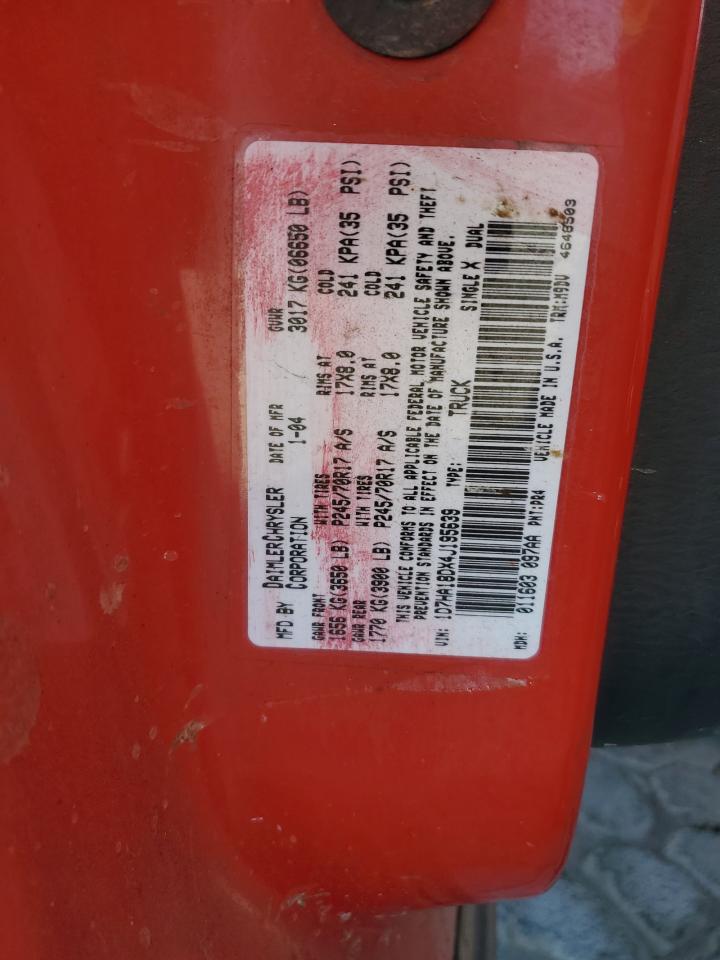 MFD BY DAIMLERCHRYSLER CORPORATION DATE OF MFR 1-04 GVWR 3017 KG(06650 LB)
GAWR FRONT WITH TIRES RIMS AT COLD
1656 KG(3650 LB) P245/70R17 A/S 17X8.0 241 KPA(35 PSI)
GAWR REAR WITH TIRES RIMS AT COLD
1770 KG(3900 LB) P245/70R17 A/S 17X8.0 241 KPA(35 PSI)
THIS VEHICLE CONFORMS TO ALL APPLICABLE FEDERAL MOTOR VEHICLE SAFETY AND THEFT
PREVENTION STANDARDS IN EFFECT ON THE DATE OF MANUFACTURE SHOWN ABOVE.
VIN: 1D7HA18DX4J195639 TYPE: TRUCK SINGLE X DUAL
MDH: 011603 097AA PNT:PR4 VEHICLE MADE IN U.S.A. TRM:M9DV 4648503